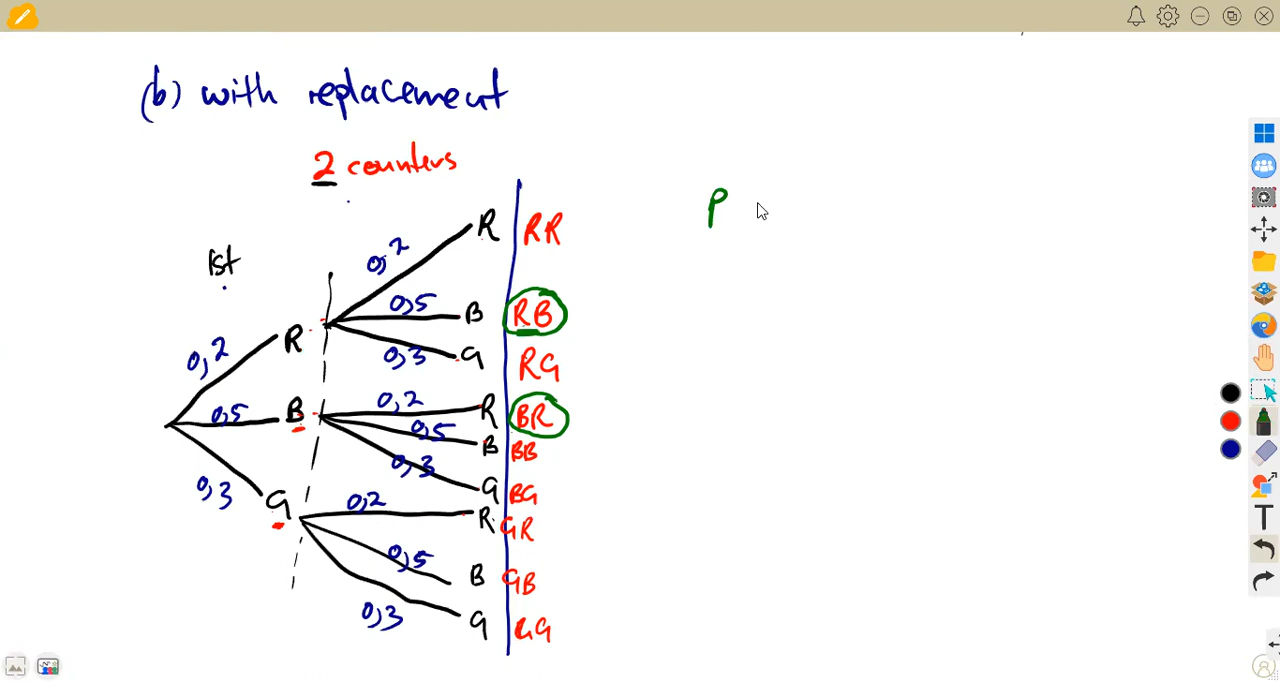 (b) with replacement
2 counters
P
0,2 R RR
1st
0,5 B RB
0,2 R
0,3 G RG
0,5 B
0,2 R BR
0,5 B BB
0,3 G BG
0,3 G
0,2 R GR
0,5 B GB
0,3 G GG